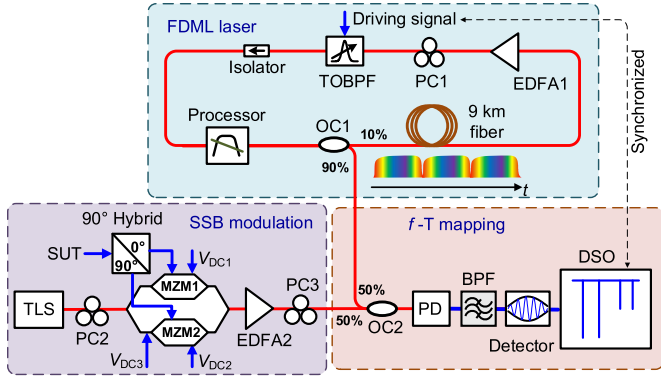 FDML laser
Driving signal
Isolator
TOBPF
PC1
EDFA1
Synchronized
Processor
OC1
10%
90%
9 km
fiber
t
90° Hybrid
SSB modulation
f -T mapping
SUT
0°
90°
VDC1
MZM1
TLS
PC2
MZM2
VDC3
VDC2
EDFA2
PC3
50%
50%
OC2
PD
BPF
Detector
DSO